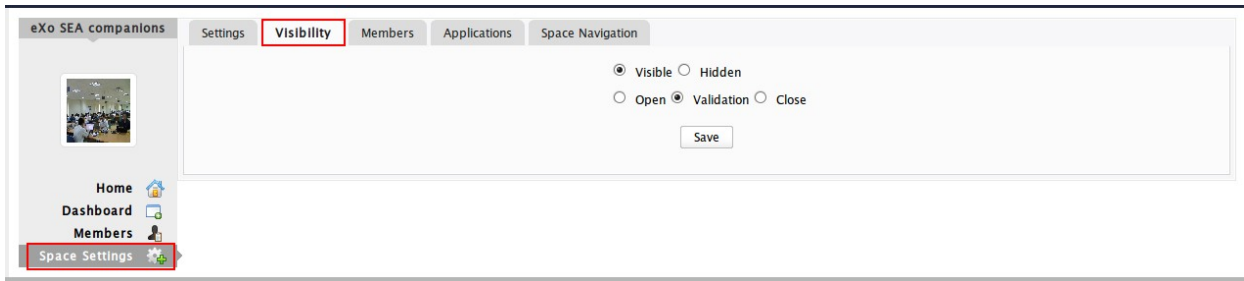 eXo SEA companions
Settings Visibility Members Applications Space Navigation
Visible Hidden
Open Validation Close
Save
Home
Dashboard
Members
Space Settings